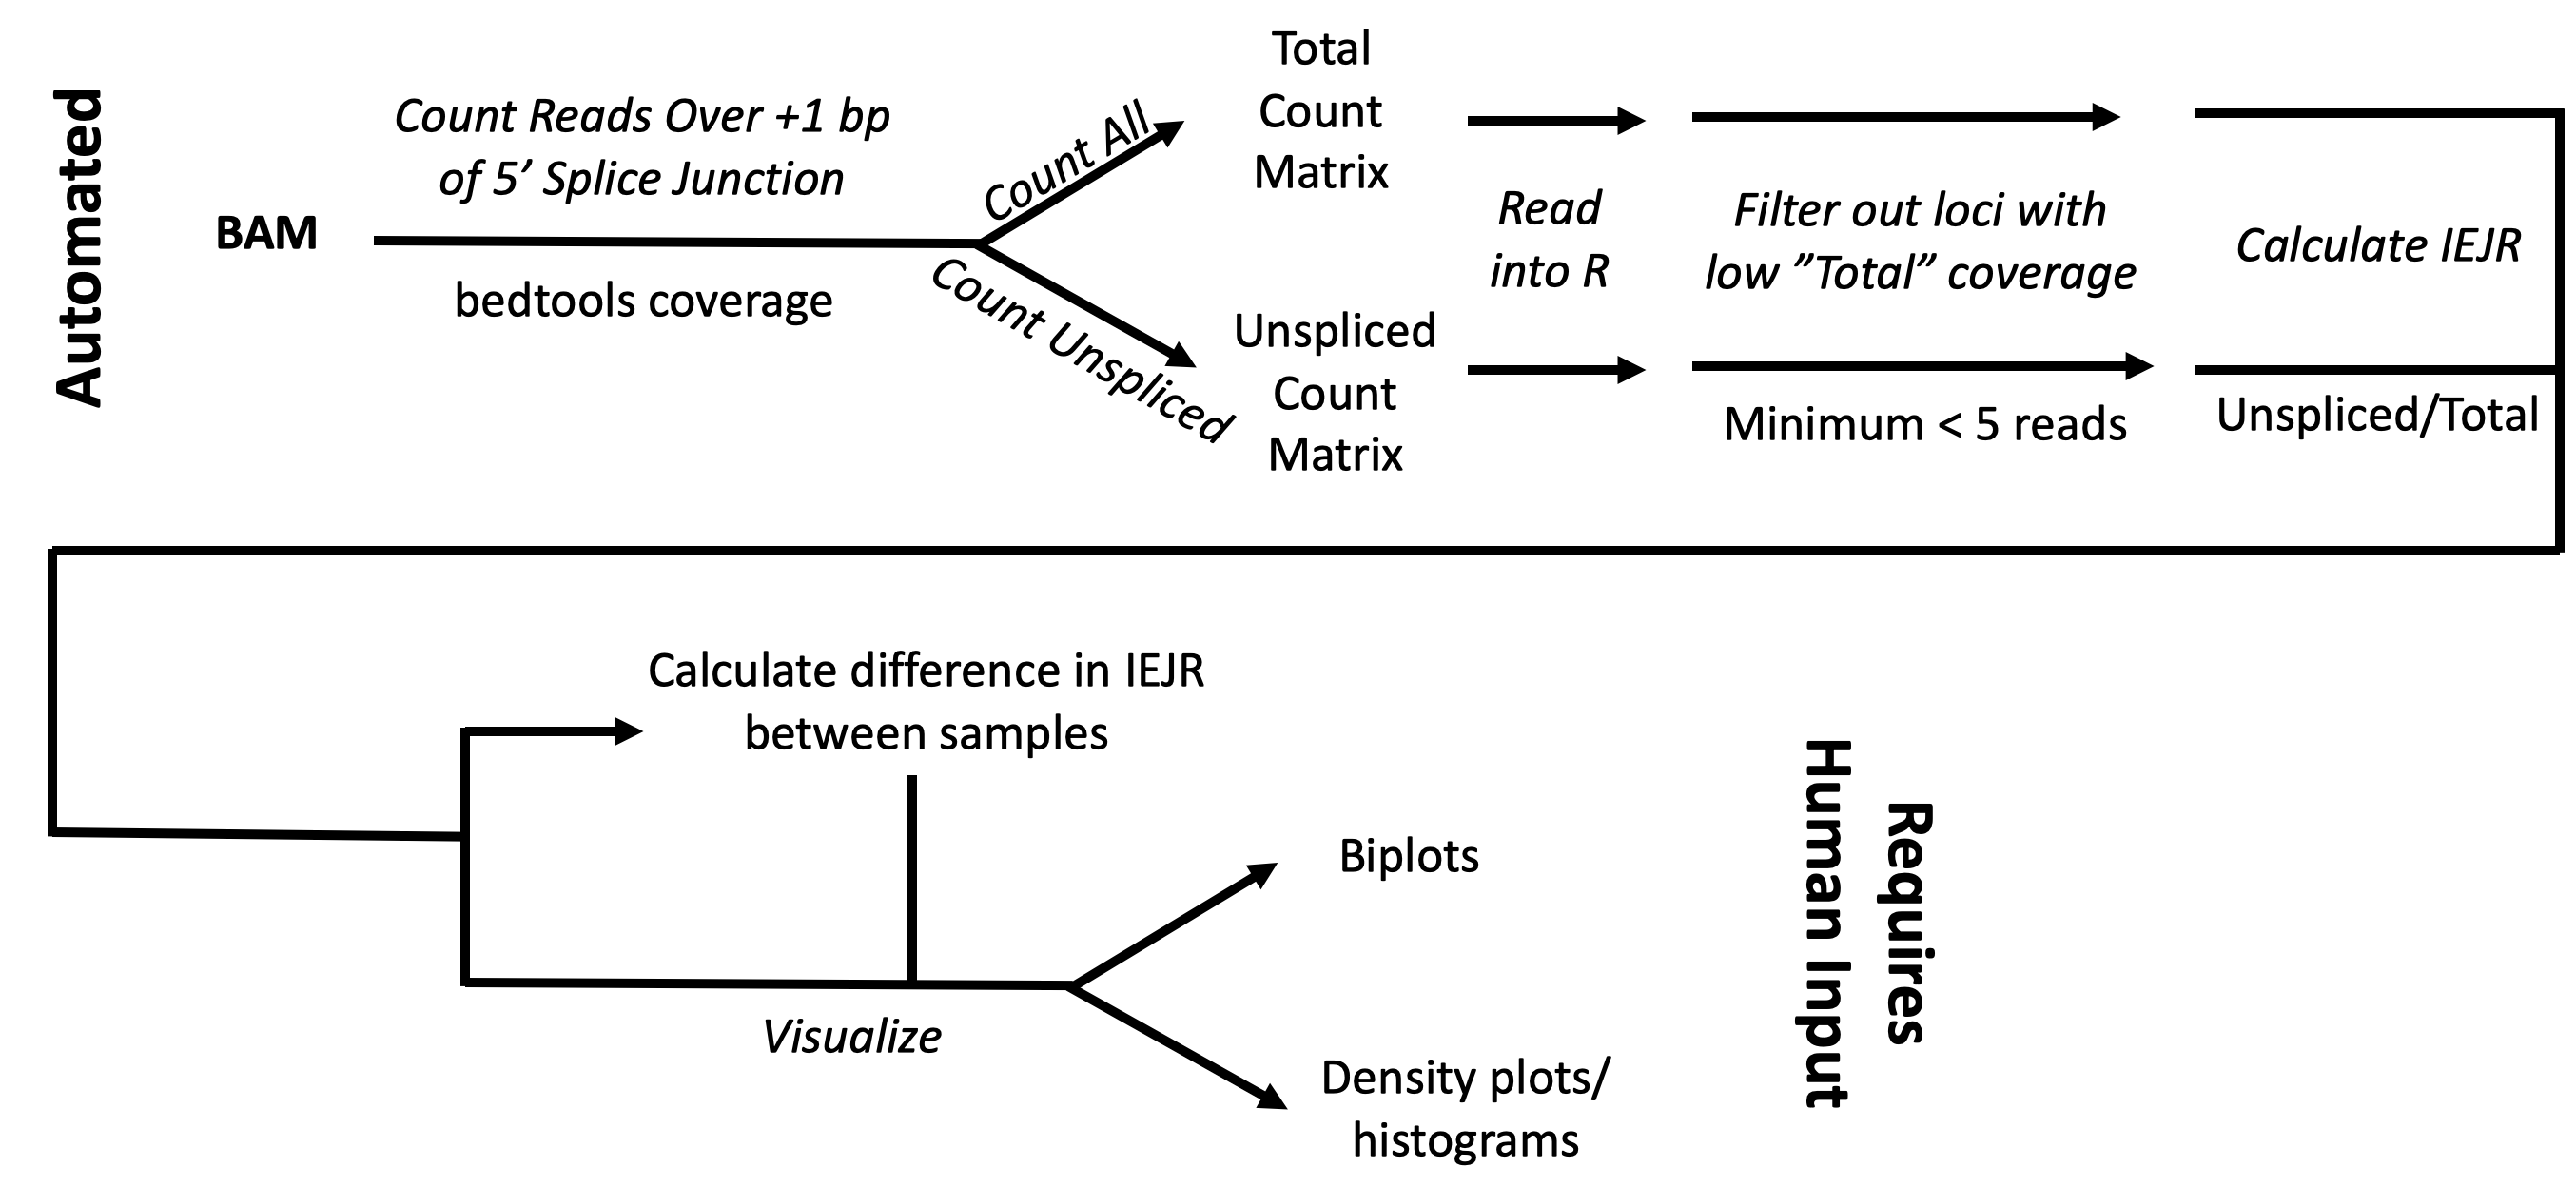 Automated
BAM
Count Reads Over +1 bp
of 5’ Splice Junction
bedtools coverage
Count All
Count Unspliced
Total
Count
Matrix
Unspliced
Count
Matrix
Read
into R
Filter out loci with
low ”Total” coverage
Minimum < 5 reads
Calculate IEJR
Unspliced/Total
Calculate difference in IEJR
between samples
Visualize
Biplots
Density plots/
histograms
Requires
Human Input